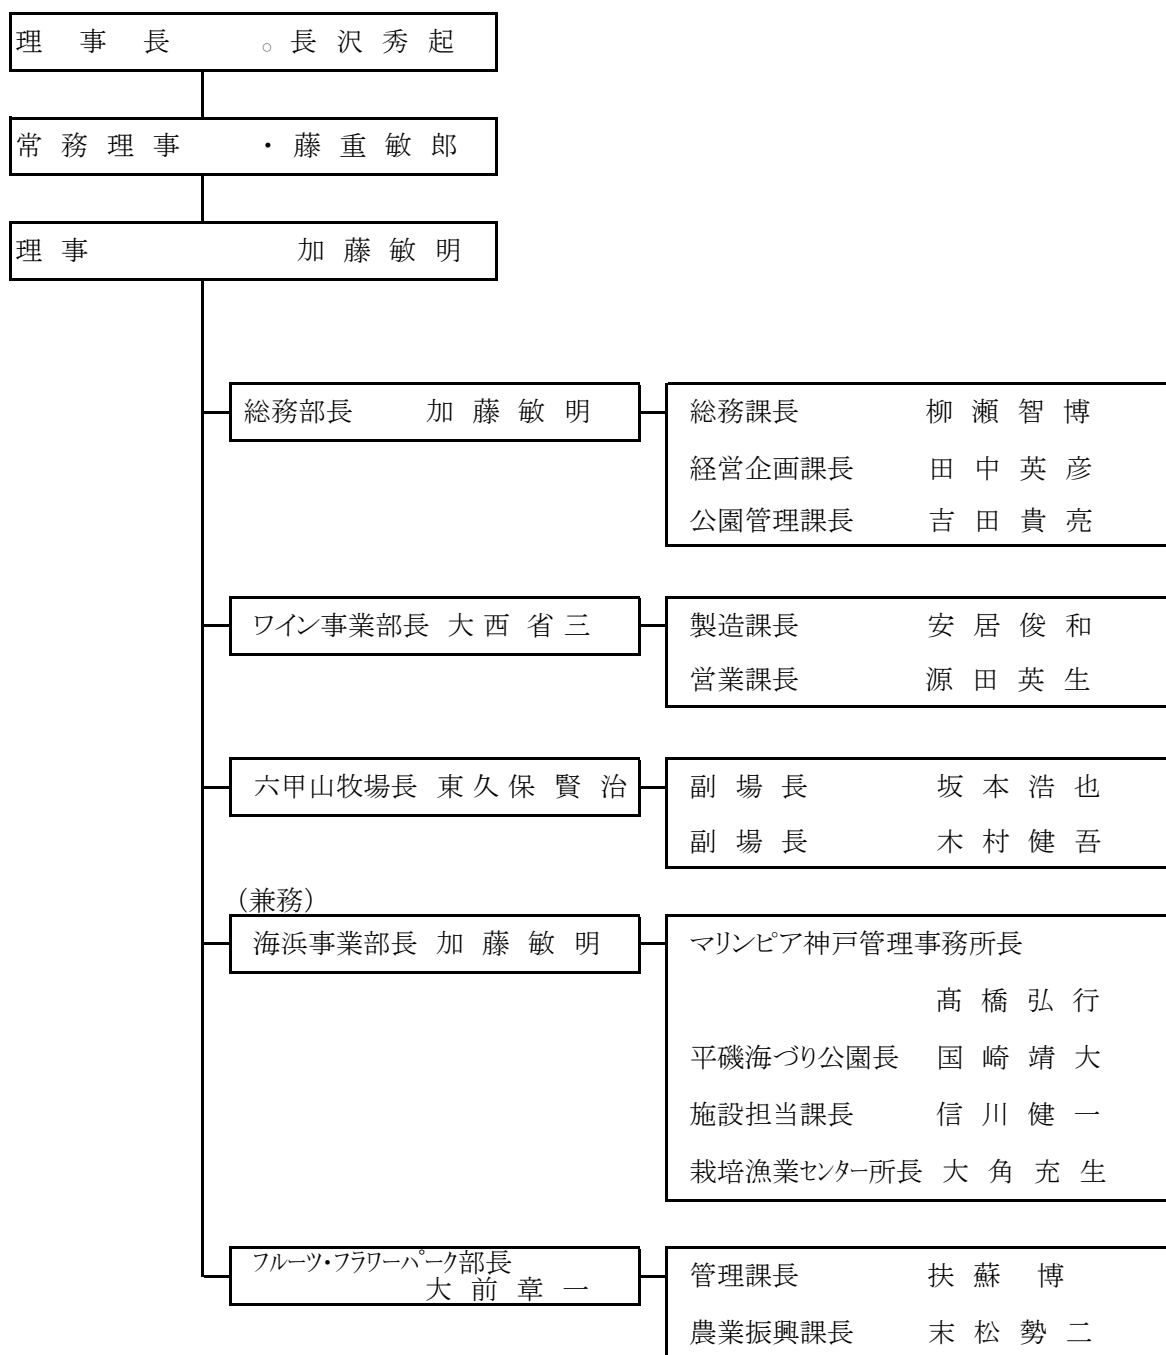 理事長 ○長沢秀起
常務理事 ・藤重敏郎
理事 加藤敏明
総務部長 加藤敏明
総務課長 柳瀬智博
経営企画課長 田中英彦
公園管理課長 吉田貴亮
ワイン事業部長 大西省三
製造課長 安居俊和
営業課長 源田英生
六甲山牧場長 東久保賢治
副場長 坂本浩也
副場長 木村健吾
(兼務)
海浜事業部長 加藤敏明
マリンピア神戸管理事務所長
髙橋弘行
平磯海づり公園長 国崎靖大
施設担当課長 信川健一
栽培漁業センター所長 大角充生
フルーツ・フラワーパーク部長
大前章一
管理課長 扶蘇 博
農業振興課長 末松勢二